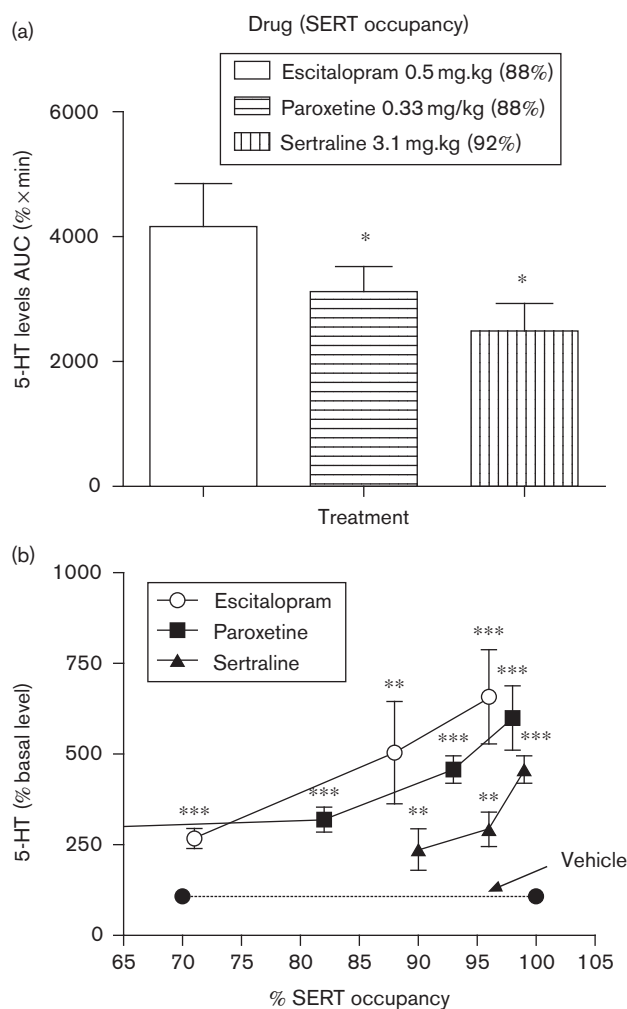 (a)
Drug (SERT occupancy)
Escitalopram 0.5 mg.kg (88%)
Paroxetine 0.33 mg/kg (88%)
Sertraline 3.1 mg.kg (92%)
5-HT levels AUC (% × min)
6000
4000
2000
0
*
*
Treatment
(b)
5-HT (% basal level)
1000
750
500
250
0
Escitalopram
Paroxetine
Sertraline
***
**
***
***
***
***
***
**
**
Vehicle
65 70 75 80 85 90 95 100 105
% SERT occupancy